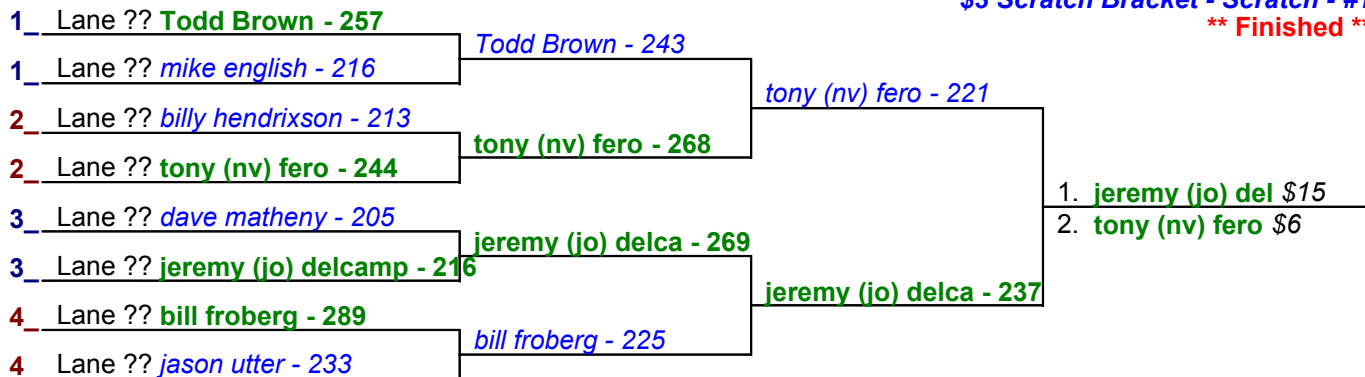 $3 Scratch Bracket - Scratch - #1
** Finished **
1_ Lane ?? Todd Brown - 257
Todd Brown - 243
1_ Lane ?? mike english - 216
tony (nv) fero - 221
2_ Lane ?? billy hendrixson - 213
tony (nv) fero - 268
2_ Lane ?? tony (nv) fero - 244
1. jeremy (jo) del $15
3_ Lane ?? dave matheny - 205
2. tony (nv) fero $6
jeremy (jo) delca - 269
3_ Lane ?? jeremy (jo) delcamp - 216
jeremy (jo) delca - 237
4_ Lane ?? bill froberg - 289
bill froberg - 225
4 Lane ?? jason utter - 233